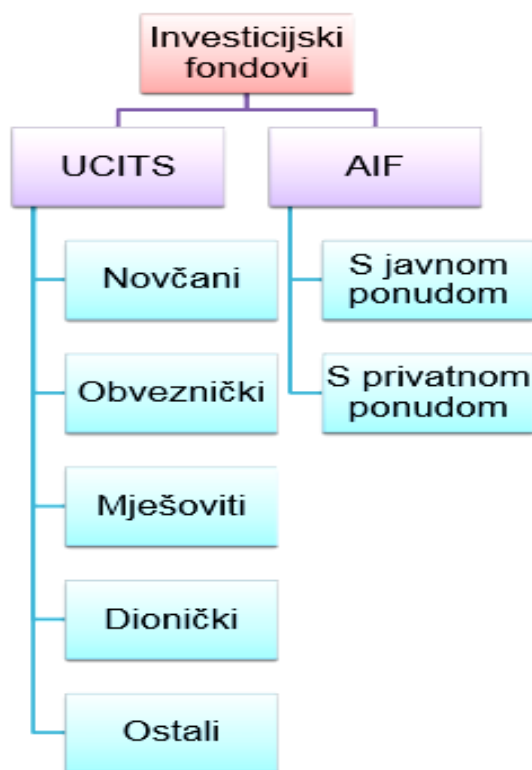 Investicijski
fondovi
UCITS
AIF
Novčani
Obveznički
Mješoviti
Dionički
Ostali
S javnom
ponudom
S privatnom
ponudom